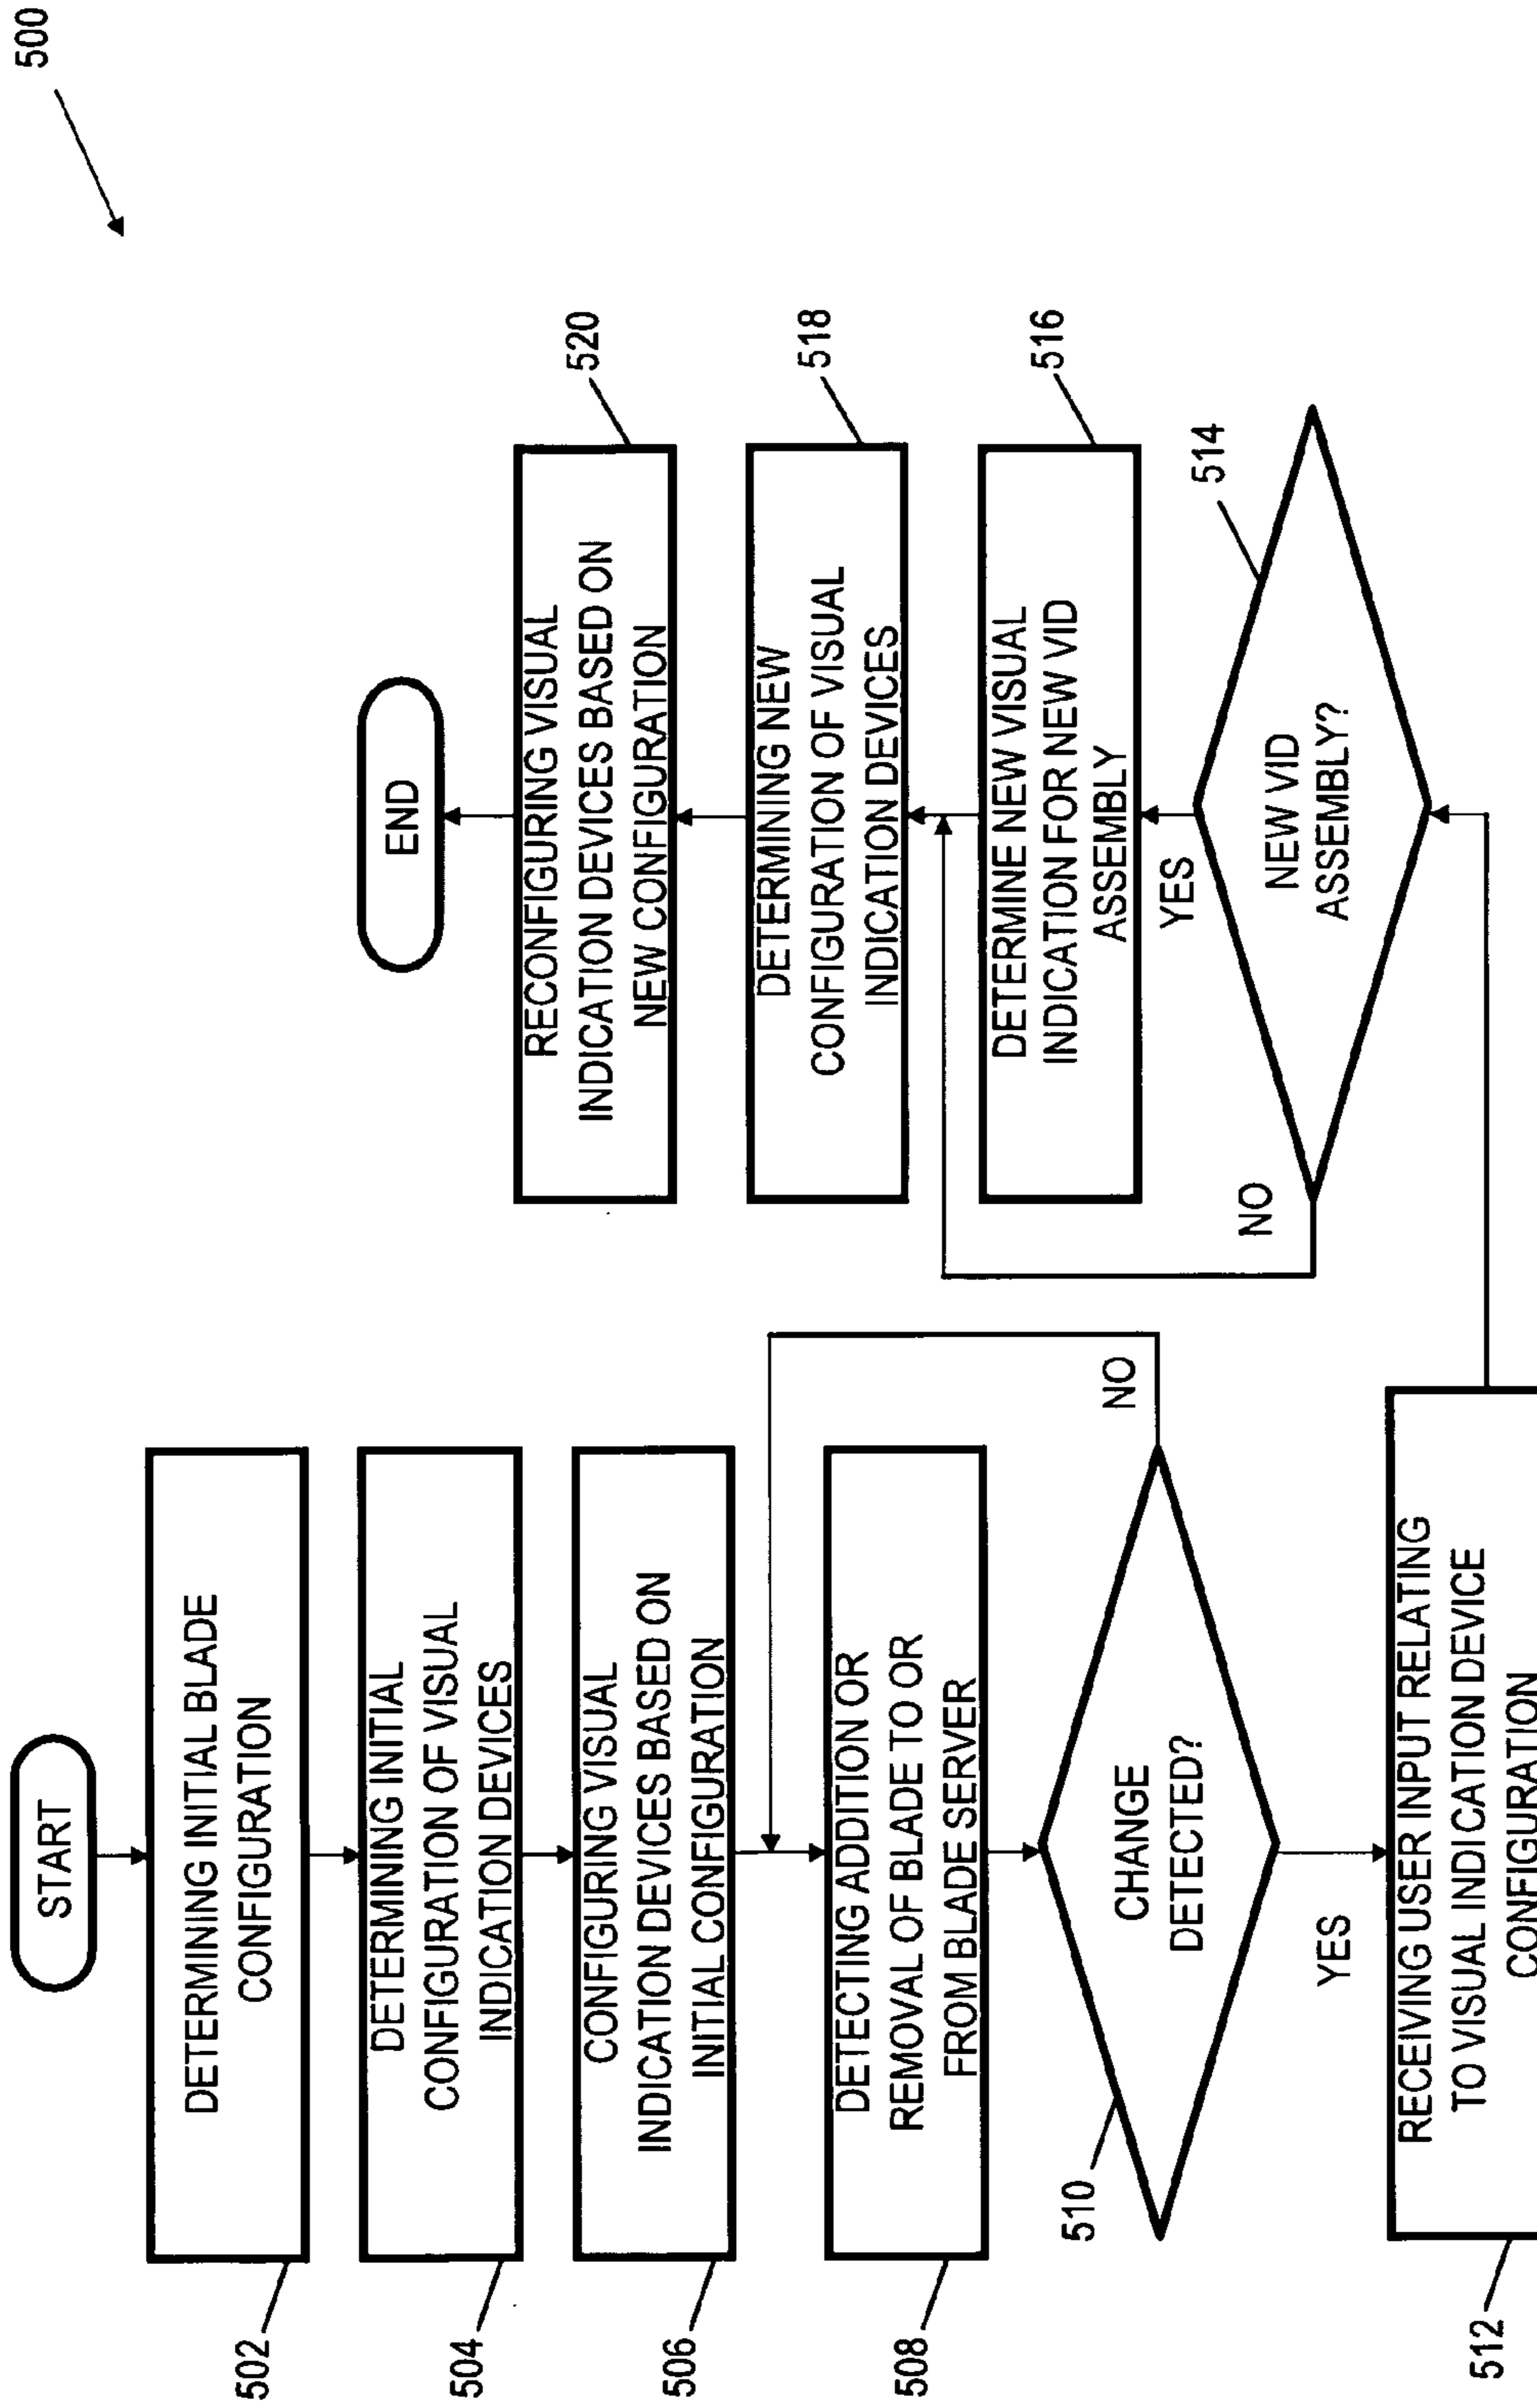 500
START
502
DETERMINING INITIAL BLADE
CONFIGURATION
504
DETERMINING INITIAL
CONFIGURATION OF VISUAL
INDICATION DEVICES
506
CONFIGURING VISUAL
INDICATION DEVICES BASED ON
INITIAL CONFIGURATION
508
DETECTING ADDITION OR
REMOVAL OF BLADE TO OR
FROM BLADE SERVER
510
CHANGE
DETECTED?
NO
YES
512
RECEIVING USER INPUT RELATING
TO VISUAL INDICATION DEVICE
CONFIGURATION
514
NEW VID
ASSEMBLY?
NO
YES
516
DETERMINE NEW VISUAL
INDICATION FOR NEW VID
ASSEMBLY
518
DETERMINING NEW
CONFIGURATION OF VISUAL
INDICATION DEVICES
520
RECONFIGURING VISUAL
INDICATION DEVICES BASED ON
NEW CONFIGURATION
END